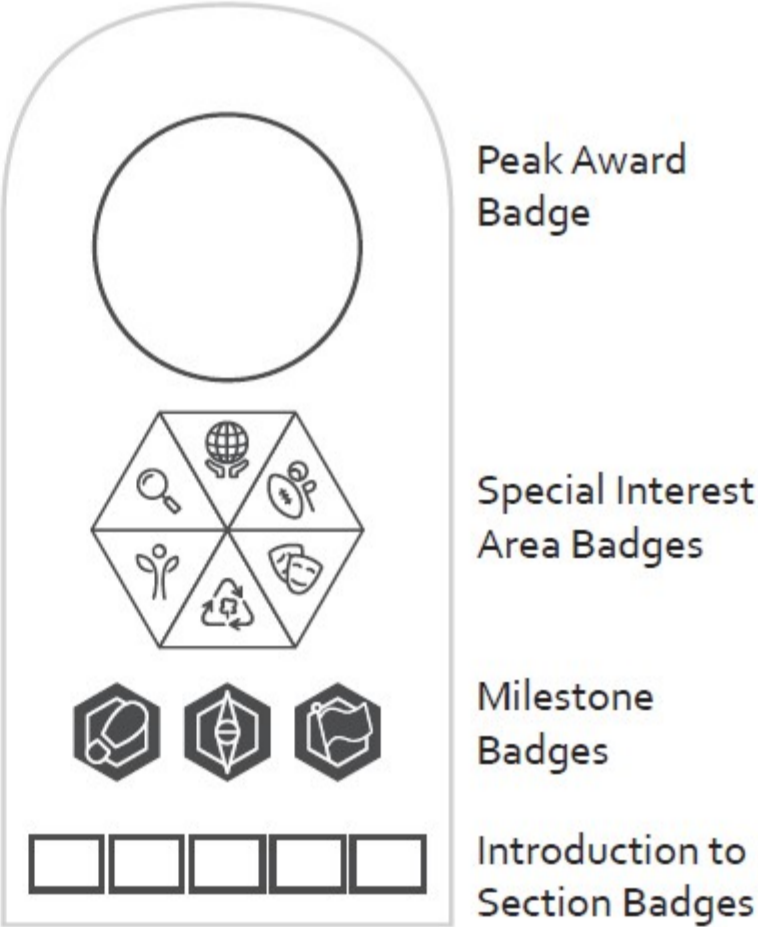 Peak Award
Badge
Special Interest
Area Badges
Milestone
Badges
Introduction to
Section Badges